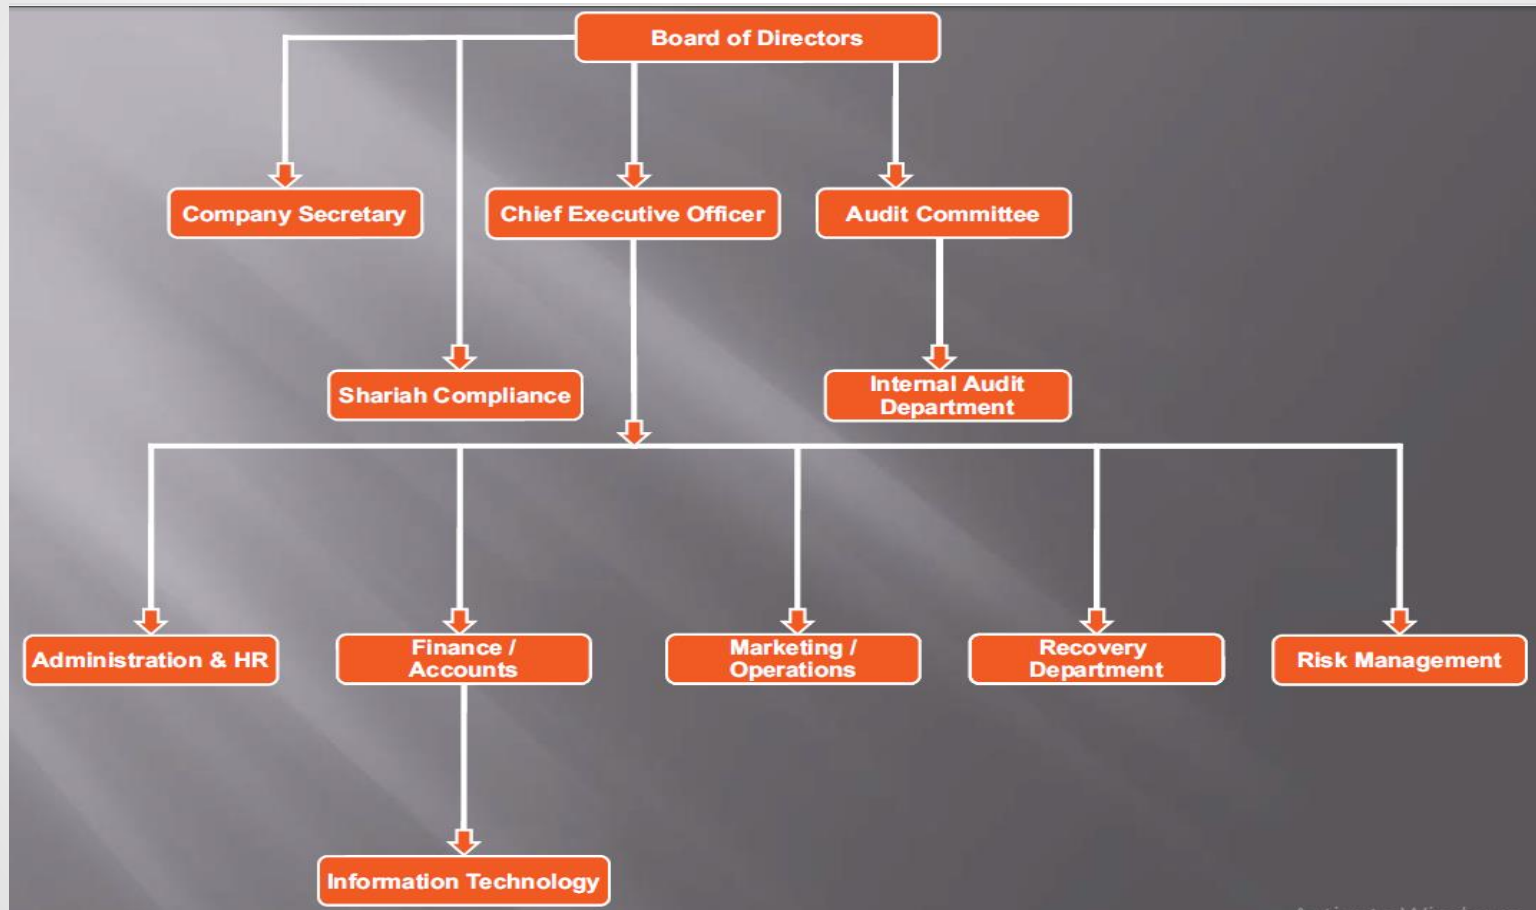 Board of Directors
Company Secretary
Chief Executive Officer
Audit Committee
Shariah Compliance
Internal Audit
Department
Administration & HR
Finance /
Accounts
Marketing /
Operations
Recovery
Department
Risk Management
Information Technology